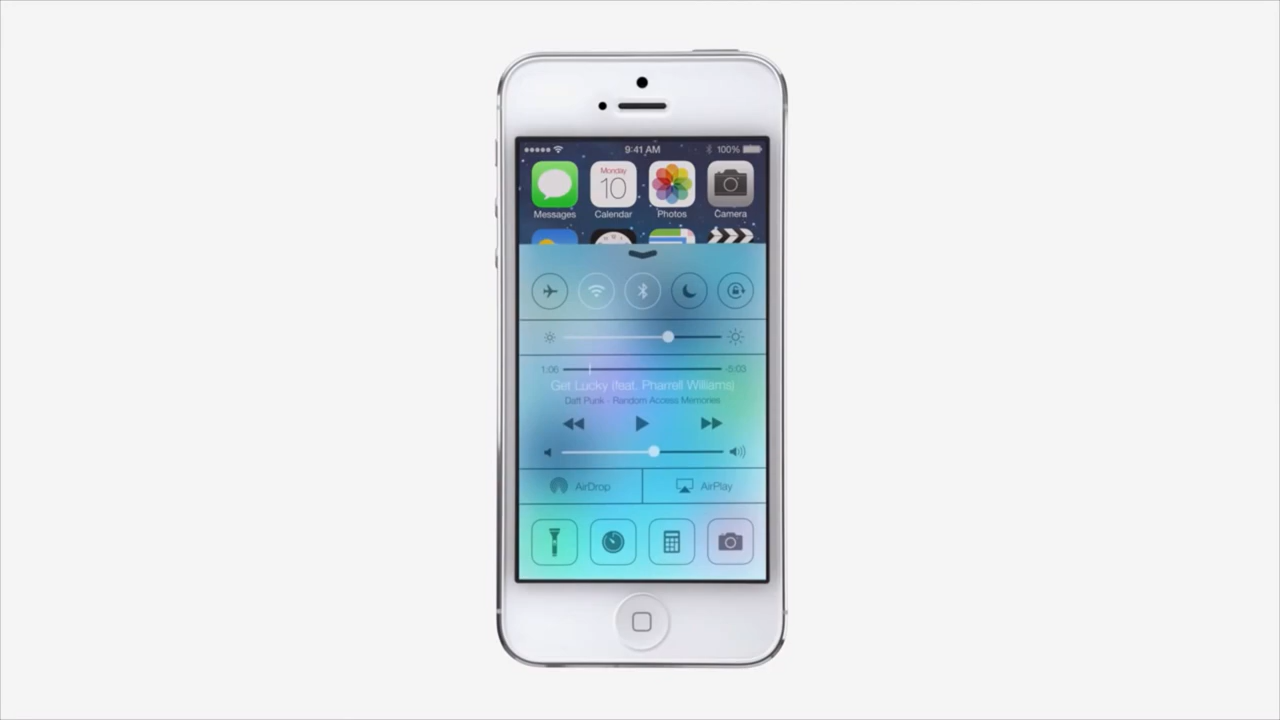 9:41 AM 100%
Monday
10
Messages Calendar Photos Camera
1:06 -5:03
Get Lucky (feat. Pharrell Williams)
Daft Punk - Random Access Memories
AirDrop AirPlay